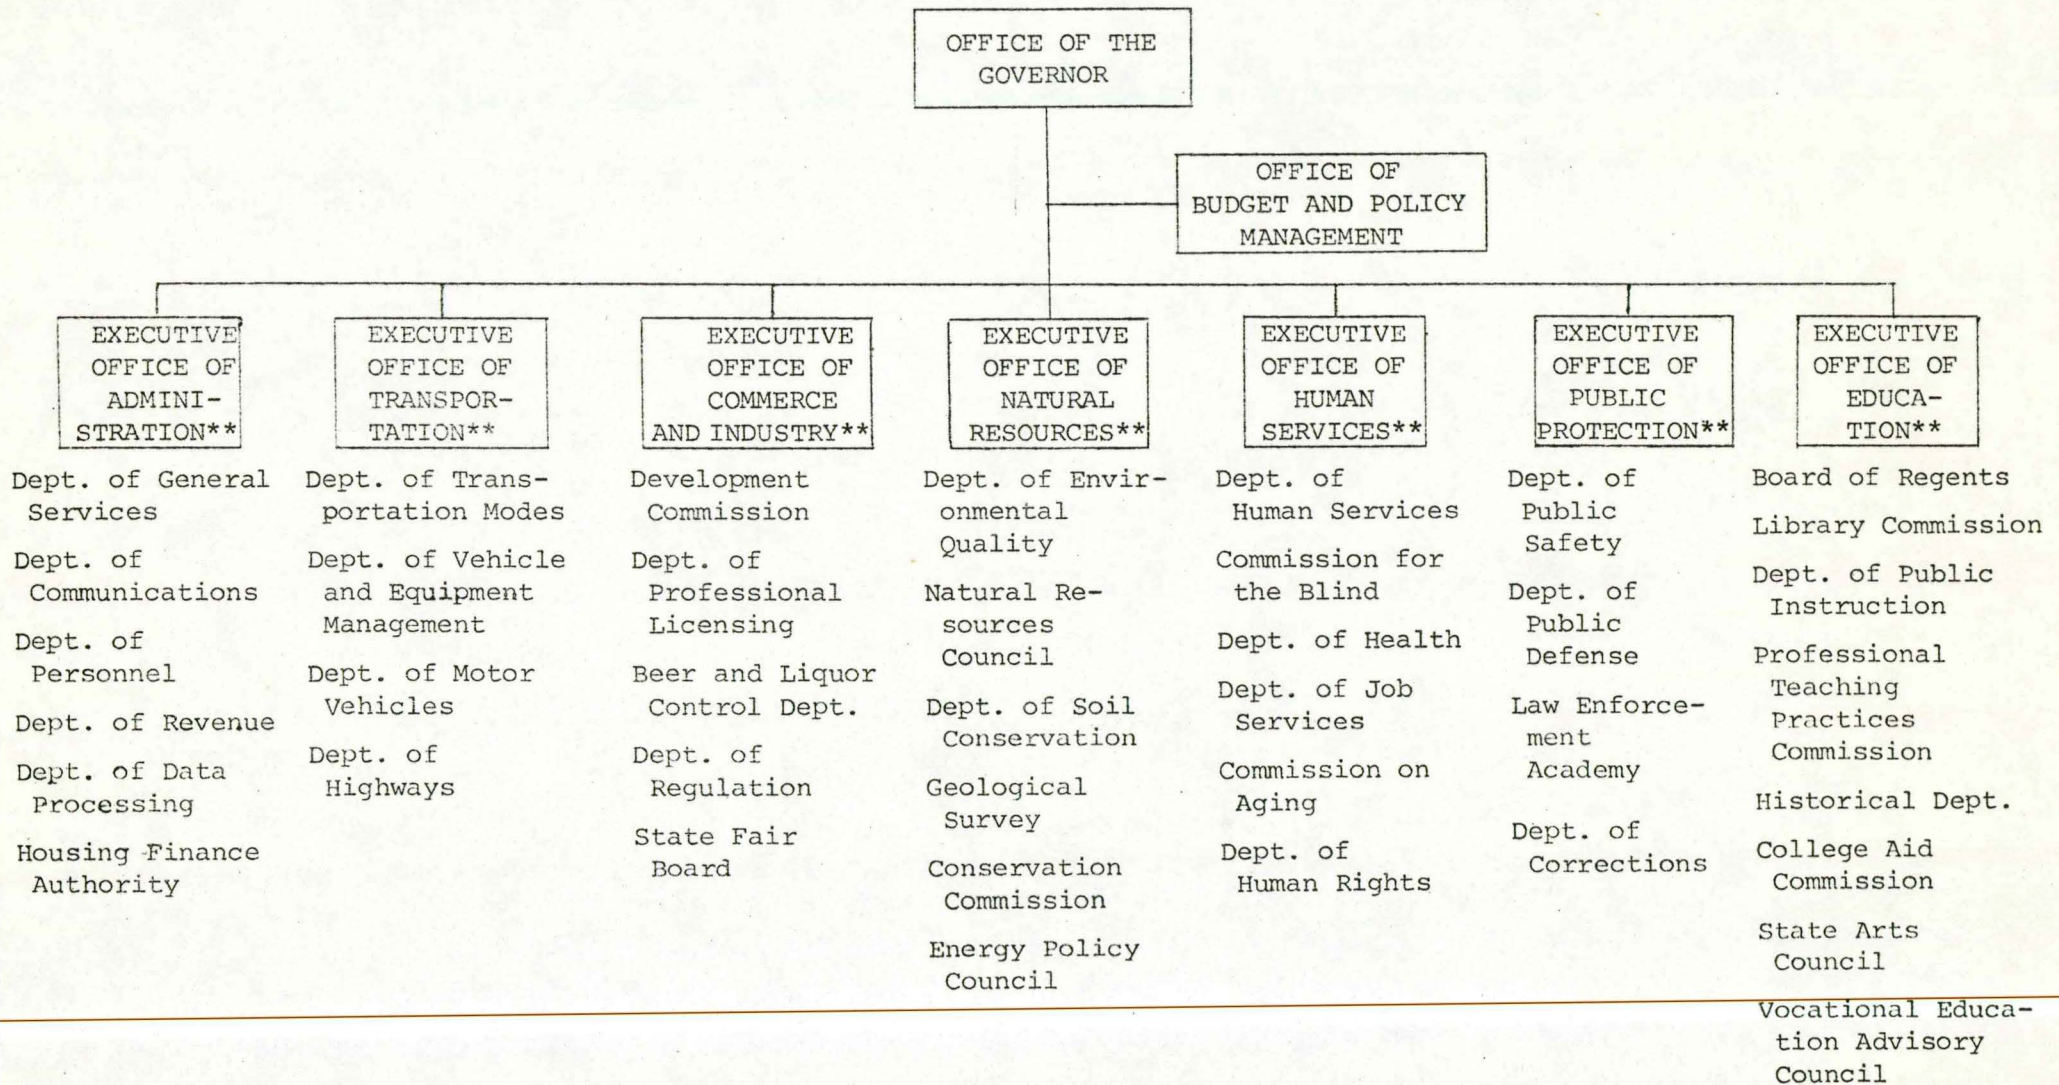 OFFICE OF THE
GOVERNOR
OFFICE OF
BUDGET AND POLICY
MANAGEMENT
EXECUTIVE
OFFICE OF
ADMINI-
STRATION**
Dept. of General
Services
Dept. of
Communications
Dept. of
Personnel
Dept. of Revenue
Dept. of Data
Processing
Housing Finance
Authority
EXECUTIVE
OFFICE OF
TRANSPOR-
TATION**
Dept. of Trans-
portation Modes
Dept. of Vehicle
and Equipment
Management
Dept. of Motor
Vehicles
Dept. of
Highways
EXECUTIVE
OFFICE OF
COMMERCE
AND INDUSTRY**
Development
Commission
Dept. of
Professional
Licensing
Beer and Liquor
Control Dept.
Dept. of
Regulation
State Fair
Board
EXECUTIVE
OFFICE OF
NATURAL
RESOURCES**
Dept. of Envir-
onmental
Quality
Natural Re-
sources
Council
Dept. of Soil
Conservation
Geological
Survey
Conservation
Commission
Energy Policy
Council
EXECUTIVE
OFFICE OF
HUMAN
SERVICES**
Dept. of
Human Services
Commission for
the Blind
Dept. of Health
Dept. of Job
Services
Commission on
Aging
Dept. of
Human Rights
EXECUTIVE
OFFICE OF
PUBLIC
PROTECTION**
Dept. of
Public
Safety
Dept. of
Public
Defense
Law Enforce-
ment
Academy
Dept. of
Corrections
EXECUTIVE
OFFICE OF
EDUCA-
TION**
Board of Regents
Library Commission
Dept. of Public
Instruction
Professional
Teaching
Practices
Commission
Historical Dept.
College Aid
Commission
State Arts
Council
Vocational Educa-
tion Advisory
Council